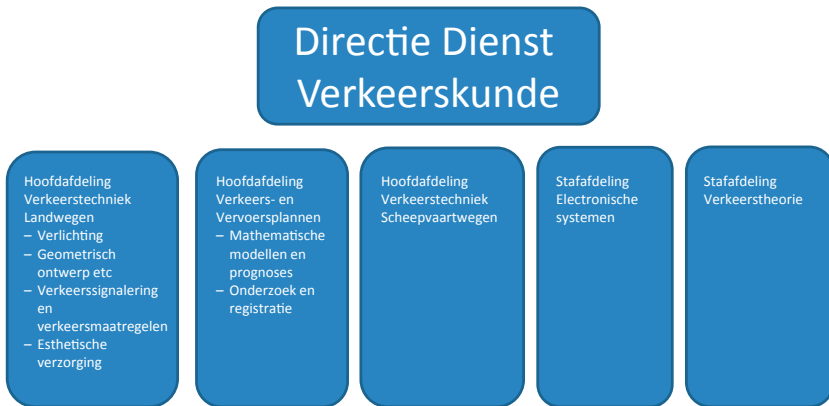 Directie Dienst
Verkeerskunde
Hoofdafdeling
Verkeerstechniek
Landwegen
– Verlichting
– Geometrisch
ontwerp etc
– Verkeerssignalering
en
verkeersmaatregelen
– Esthetische
verzorging
Hoofdafdeling
Verkeers- en
Vervoersplannen
– Mathematische
modellen en
prognoses
– Onderzoek en
registratie
Hoofdafdeling
Verkeerstechniek
Scheepvaartwegen
Stafafdeling
Electronische
systemen
Stafafdeling
Verkeerstheorie